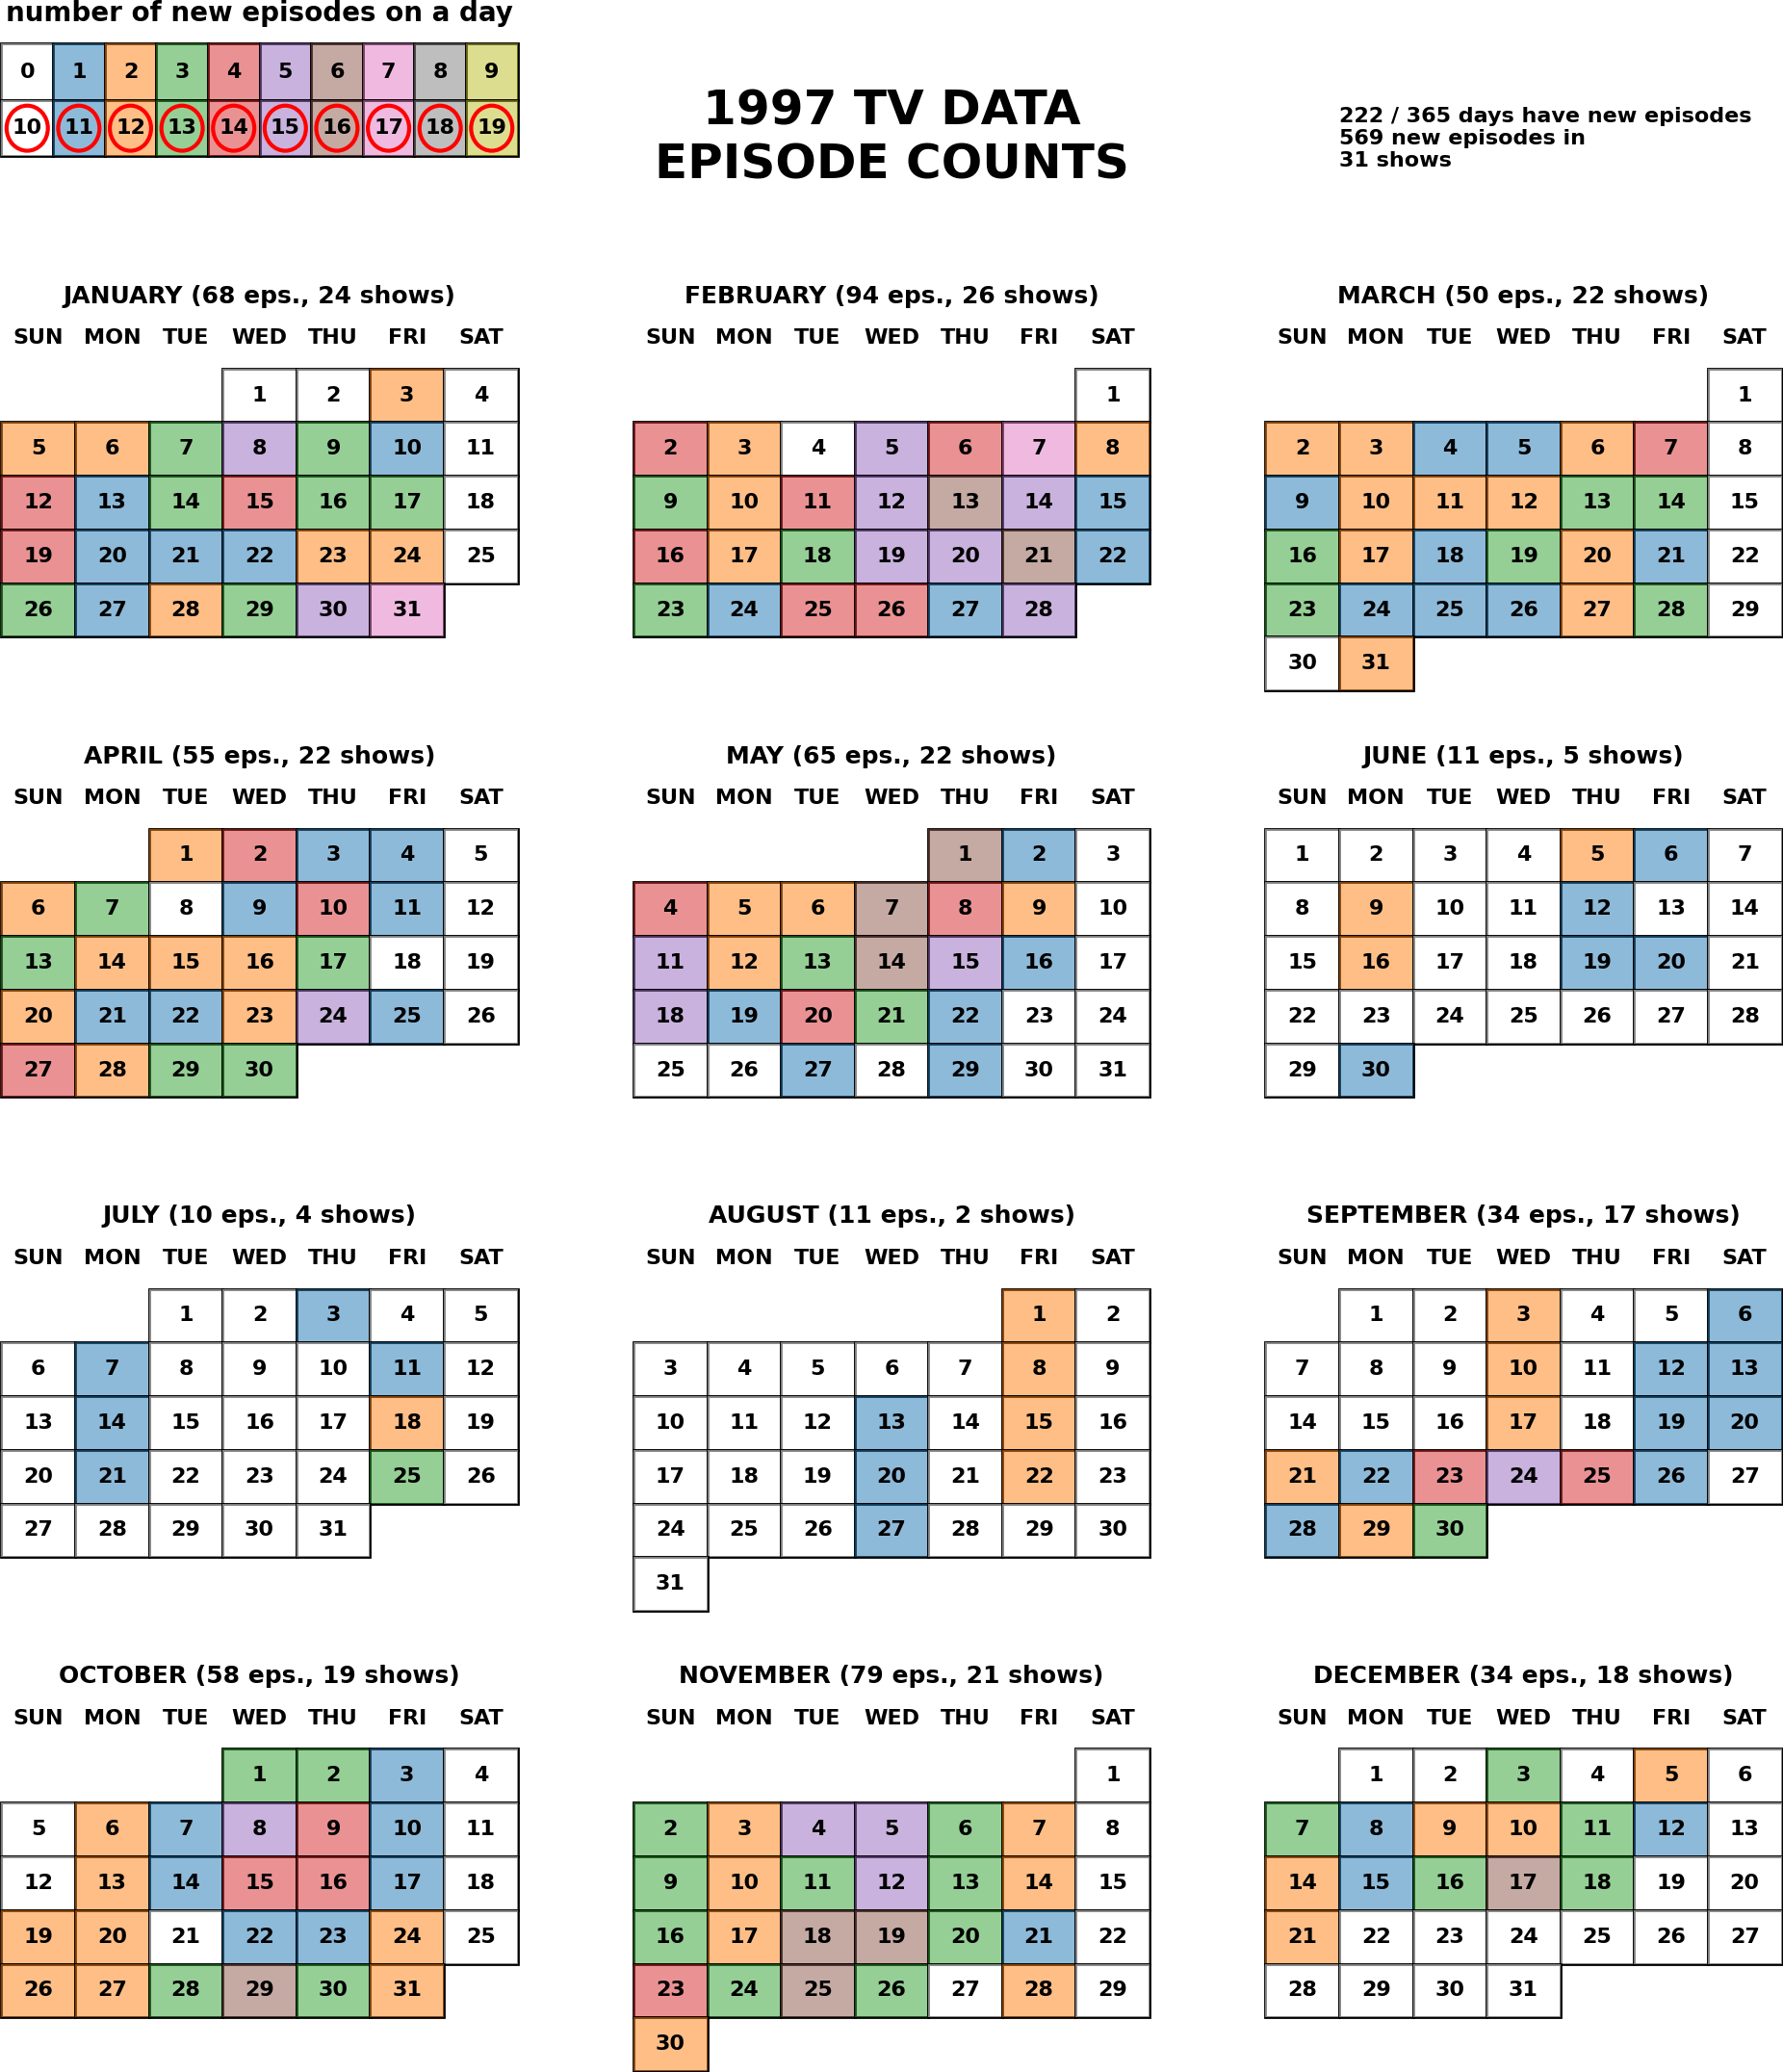 number of new episodes on a day
0 1 2 3 4 5 6 7 8 9
10 11 12 13 14 15 16 17 18 19
1997 TV DATA
EPISODE COUNTS
222 / 365 days have new episodes
569 new episodes in
31 shows
JANUARY (68 eps., 24 shows)
SUN MON TUE WED THU FRI SAT
1 2 3 4
5 6 7 8 9 10 11
12 13 14 15 16 17 18
19 20 21 22 23 24 25
26 27 28 29 30 31
FEBRUARY (94 eps., 26 shows)
SUN MON TUE WED THU FRI SAT
1
2 3 4 5 6 7 8
9 10 11 12 13 14 15
16 17 18 19 20 21 22
23 24 25 26 27 28
MARCH (50 eps., 22 shows)
SUN MON TUE WED THU FRI SAT
1
2 3 4 5 6 7 8
9 10 11 12 13 14 15
16 17 18 19 20 21 22
23 24 25 26 27 28 29
30 31
APRIL (55 eps., 22 shows)
SUN MON TUE WED THU FRI SAT
1 2 3 4 5
6 7 8 9 10 11 12
13 14 15 16 17 18 19
20 21 22 23 24 25 26
27 28 29 30
MAY (65 eps., 22 shows)
SUN MON TUE WED THU FRI SAT
1 2 3
4 5 6 7 8 9 10
11 12 13 14 15 16 17
18 19 20 21 22 23 24
25 26 27 28 29 30 31
JUNE (11 eps., 5 shows)
SUN MON TUE WED THU FRI SAT
1 2 3 4 5 6 7
8 9 10 11 12 13 14
15 16 17 18 19 20 21
22 23 24 25 26 27 28
29 30
JULY (10 eps., 4 shows)
SUN MON TUE WED THU FRI SAT
1 2 3 4 5
6 7 8 9 10 11 12
13 14 15 16 17 18 19
20 21 22 23 24 25 26
27 28 29 30 31
AUGUST (11 eps., 2 shows)
SUN MON TUE WED THU FRI SAT
1 2
3 4 5 6 7 8 9
10 11 12 13 14 15 16
17 18 19 20 21 22 23
24 25 26 27 28 29 30
31
SEPTEMBER (34 eps., 17 shows)
SUN MON TUE WED THU FRI SAT
1 2 3 4 5 6
7 8 9 10 11 12 13
14 15 16 17 18 19 20
21 22 23 24 25 26 27
28 29 30
OCTOBER (58 eps., 19 shows)
SUN MON TUE WED THU FRI SAT
1 2 3 4
5 6 7 8 9 10 11
12 13 14 15 16 17 18
19 20 21 22 23 24 25
26 27 28 29 30 31
NOVEMBER (79 eps., 21 shows)
SUN MON TUE WED THU FRI SAT
1
2 3 4 5 6 7 8
9 10 11 12 13 14 15
16 17 18 19 20 21 22
23 24 25 26 27 28 29
30
DECEMBER (34 eps., 18 shows)
SUN MON TUE WED THU FRI SAT
1 2 3 4 5 6
7 8 9 10 11 12 13
14 15 16 17 18 19 20
21 22 23 24 25 26 27
28 29 30 31